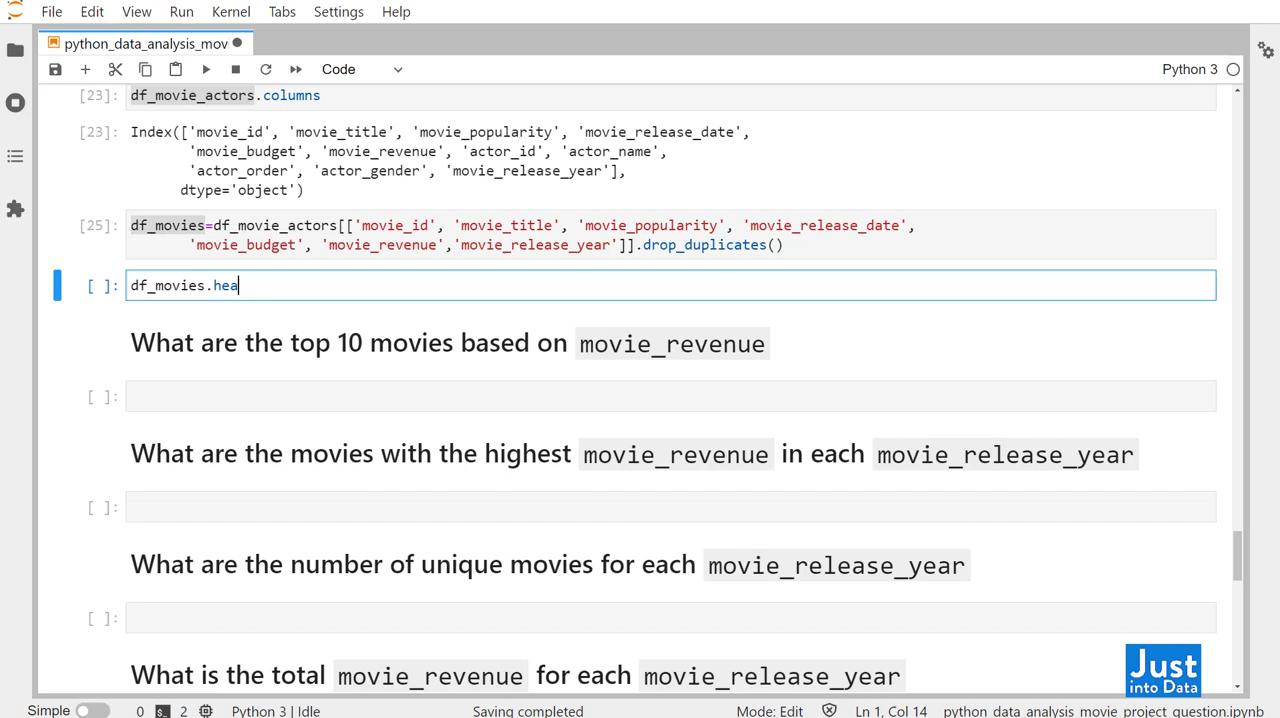 File Edit View Run Kernel Tabs Settings Help
python_data_analysis_mov
Code
Python 3
[23]: df_movie_actors.columns
[23]: Index(['movie_id', 'movie_title', 'movie_popularity', 'movie_release_date',
'movie_budget', 'movie_revenue', 'actor_id', 'actor_name',
'actor_order', 'actor_gender', 'movie_release_year'],
dtype='object')
[25]: df_movies=df_movie_actors[['movie_id', 'movie_title', 'movie_popularity', 'movie_release_date',
'movie_budget', 'movie_revenue','movie_release_year']].drop_duplicates()
[ ]: df_movies.hea
What are the top 10 movies based on movie_revenue
[ ]:
What are the movies with the highest movie_revenue in each movie_release_year
[ ]:
What are the number of unique movies for each movie_release_year
[ ]:
What is the total movie_revenue for each movie_release_year
Just
into Data
Simple 0 $_ 2 Python 3 | Idle Saving completed Mode: Edit Ln 1, Col 14 python_data_analysis_movie_project_question.ipynb